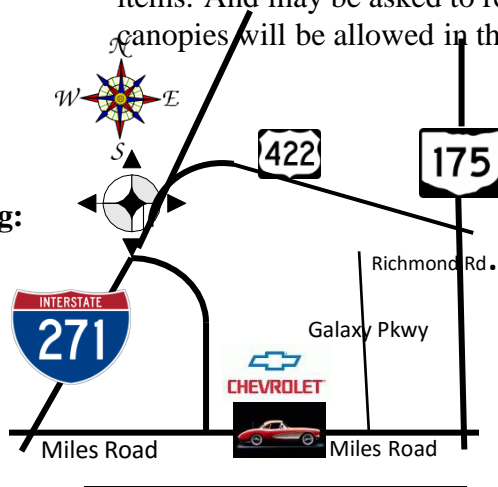 items. And may be asked to re
canopies will be allowed in th
N
W E
S
422
175
g:
Richmond Rd.
INTERSTATE
271
Galaxy Pkwy
CHEVROLET
Miles Road
Miles Road